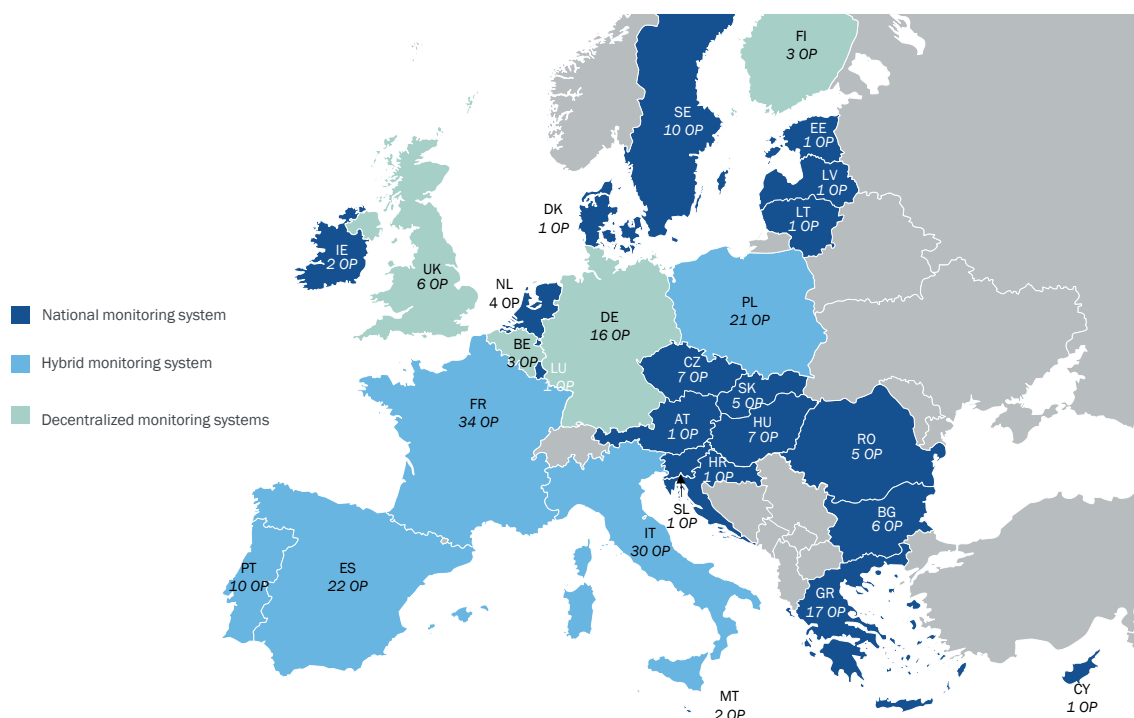 FI
3 OP
SE
10 OP
EE
1 OP
LV
1 OP
LT
1 OP
DK
1 OP
IE
2 OP
UK
6 OP
NL
4 OP
DE
16 OP
PL
21 OP
BE
3 OP
LU
1 OP
CZ
7 OP
SK
5 OP
AT
1 OP
HU
7 OP
RO
5 OP
FR
34 OP
HR
1 OP
SL
1 OP
BG
6 OP
IT
30 OP
PT
10 OP
ES
22 OP
GR
17 OP
MT
2 OP
CY
1 OP
National monitoring system
Hybrid monitoring system
Decentralized monitoring systems